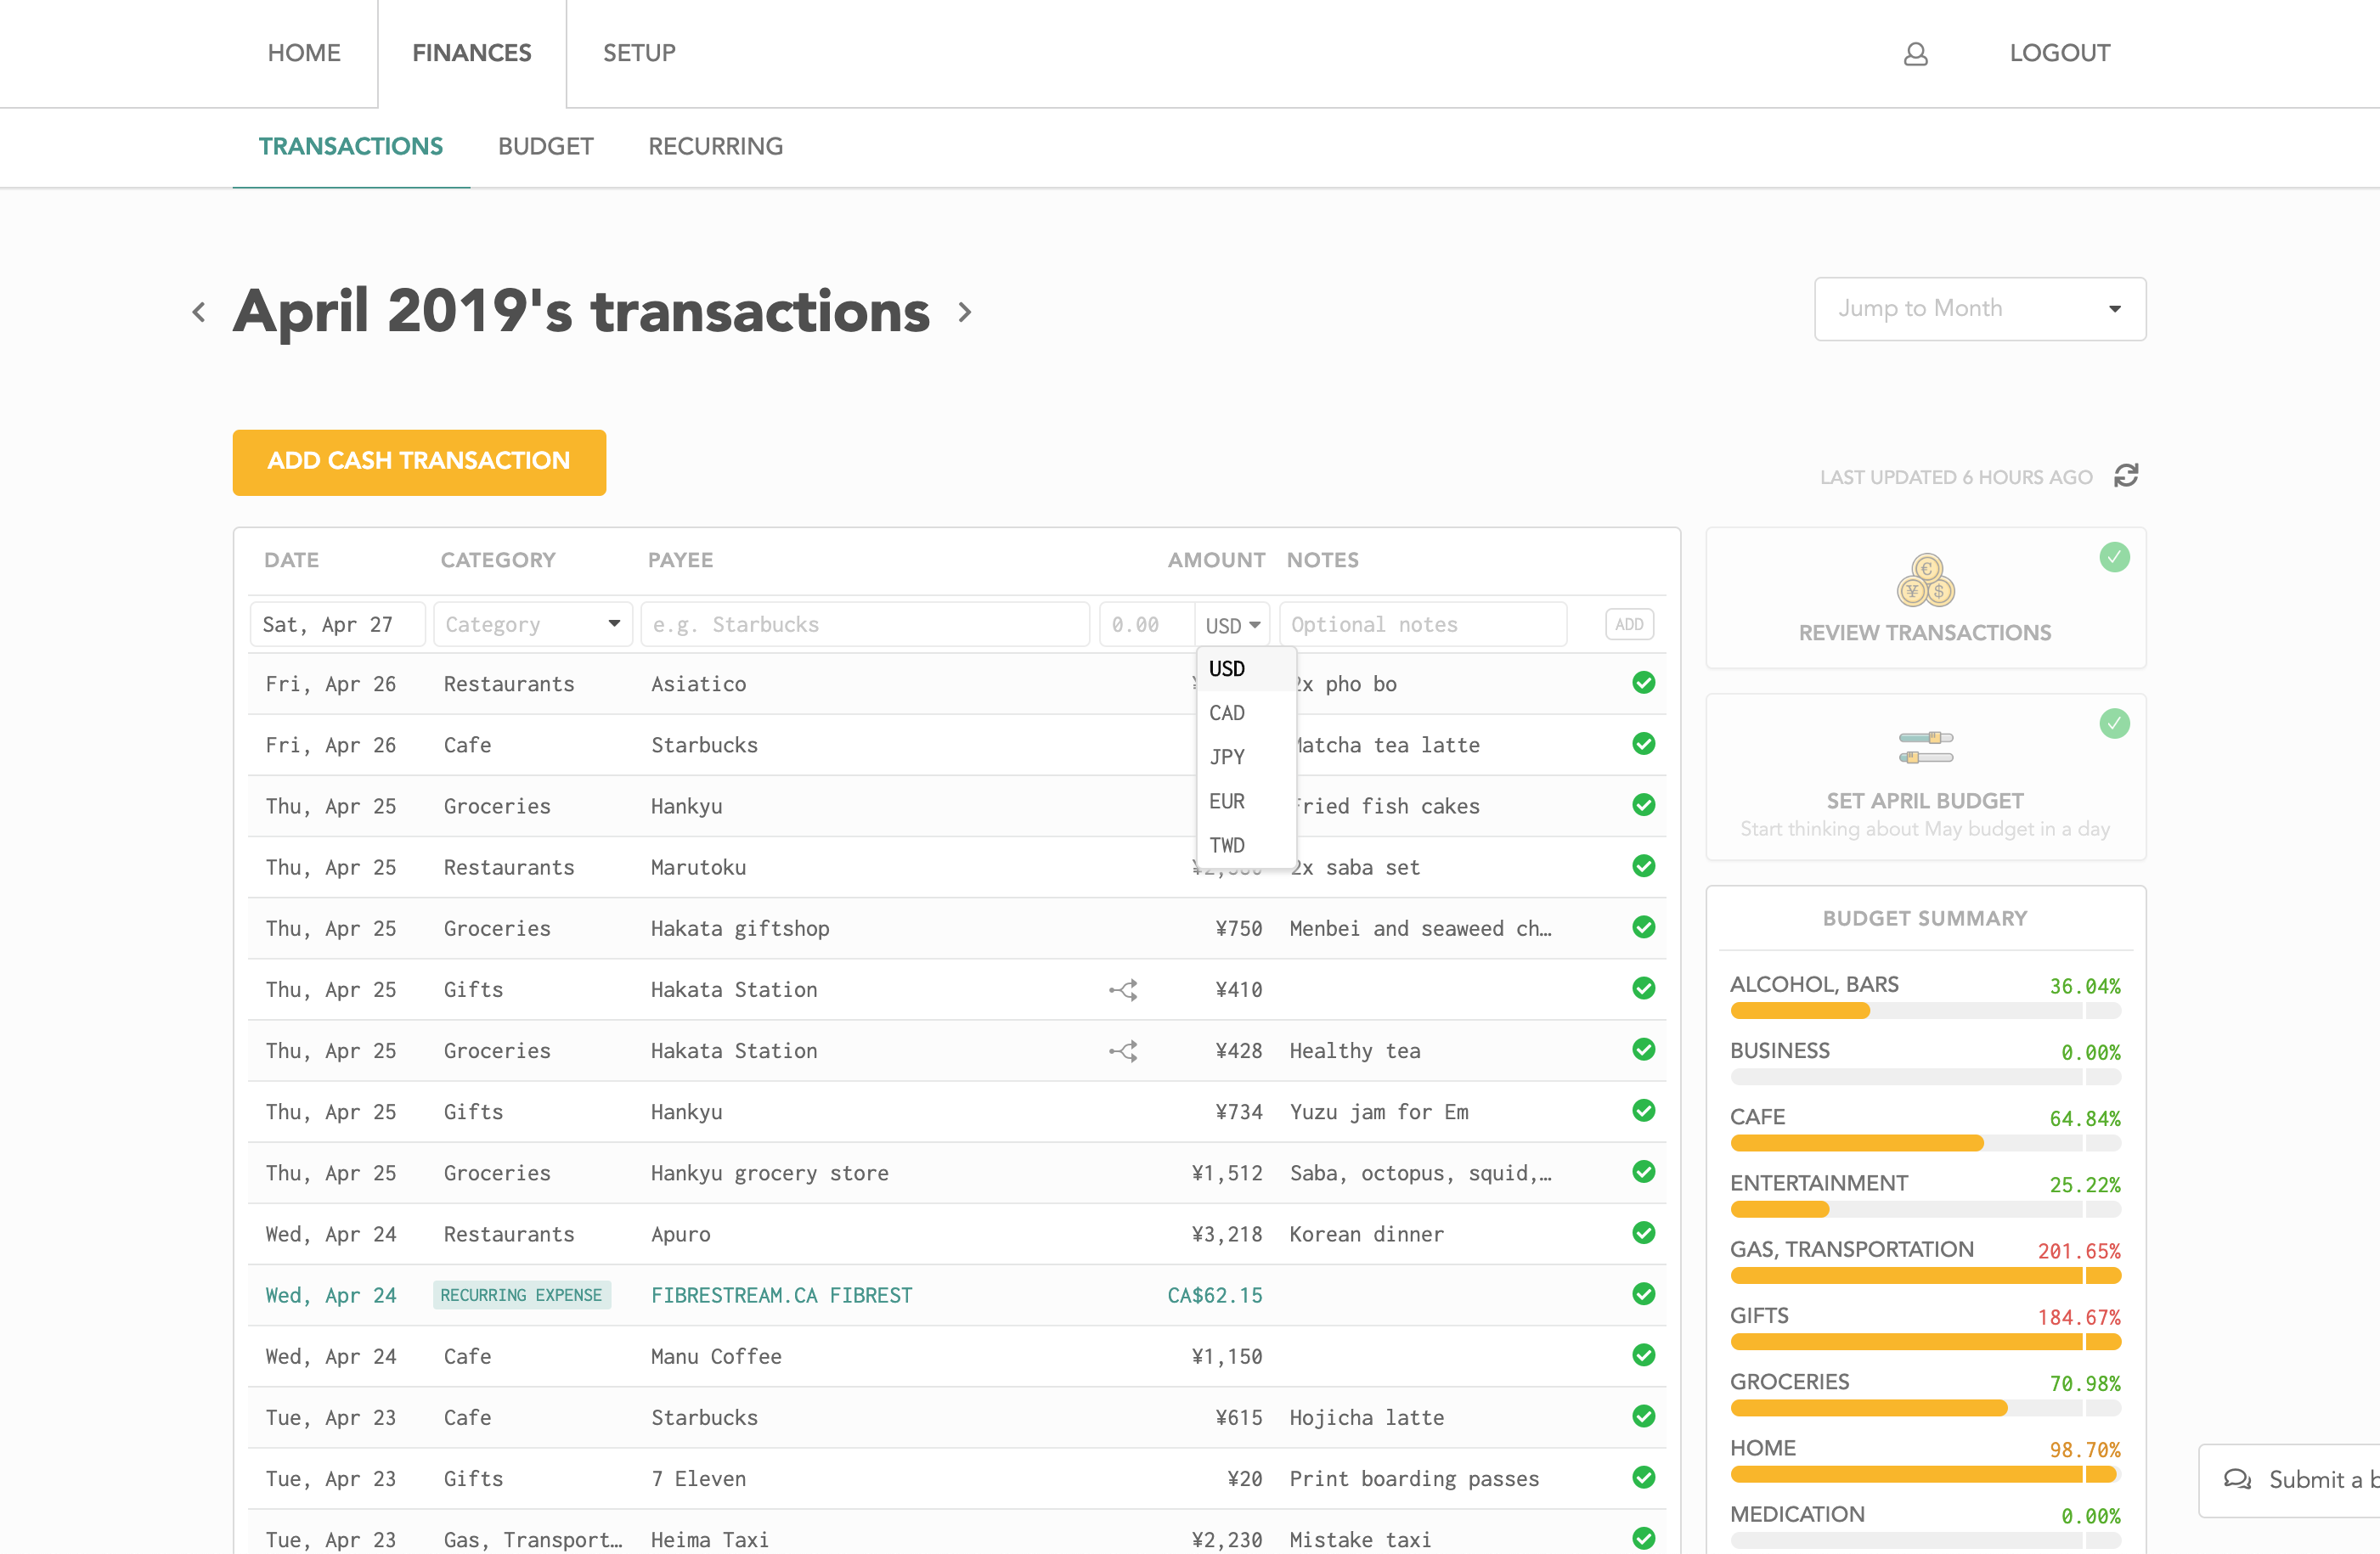 HOME FINANCES SETUP LOGOUT
TRANSACTIONS BUDGET RECURRING
April 2019's transactions
Jump to Month
ADD CASH TRANSACTION
LAST UPDATED 6 HOURS AGO
DATE CATEGORY PAYEE AMOUNT NOTES
Sat, Apr 27 Category e.g. Starbucks 0.00 USD Optional notes ADD
USD
CAD
JPY
EUR
TWD
Fri, Apr 26 Restaurants Asiatico 2x pho bo
Fri, Apr 26 Cafe Starbucks Matcha tea latte
Thu, Apr 25 Groceries Hankyu Fried fish cakes
Thu, Apr 25 Restaurants Marutoku 2x saba set
Thu, Apr 25 Groceries Hakata giftshop ¥750 Menbei and seaweed ch…
Thu, Apr 25 Gifts Hakata Station ¥410
Thu, Apr 25 Groceries Hakata Station ¥428 Healthy tea
Thu, Apr 25 Gifts Hankyu ¥734 Yuzu jam for Em
Thu, Apr 25 Groceries Hankyu grocery store ¥1,512 Saba, octopus, squid,…
Wed, Apr 24 Restaurants Apuro ¥3,218 Korean dinner
Wed, Apr 24 RECURRING EXPENSE FIBRESTREAM.CA FIBREST CA$62.15
Wed, Apr 24 Cafe Manu Coffee ¥1,150
Tue, Apr 23 Cafe Starbucks ¥615 Hojicha latte
Tue, Apr 23 Gifts 7 Eleven ¥20 Print boarding passes
Tue, Apr 23 Gas, Transport… Heima Taxi ¥2,230 Mistake taxi
REVIEW TRANSACTIONS
SET APRIL BUDGET
Start thinking about May budget in a day
BUDGET SUMMARY
ALCOHOL, BARS 36.04%
BUSINESS 0.00%
CAFE 64.84%
ENTERTAINMENT 25.22%
GAS, TRANSPORTATION 201.65%
GIFTS 184.67%
GROCERIES 70.98%
HOME 98.70%
MEDICATION 0.00%
Submit a b